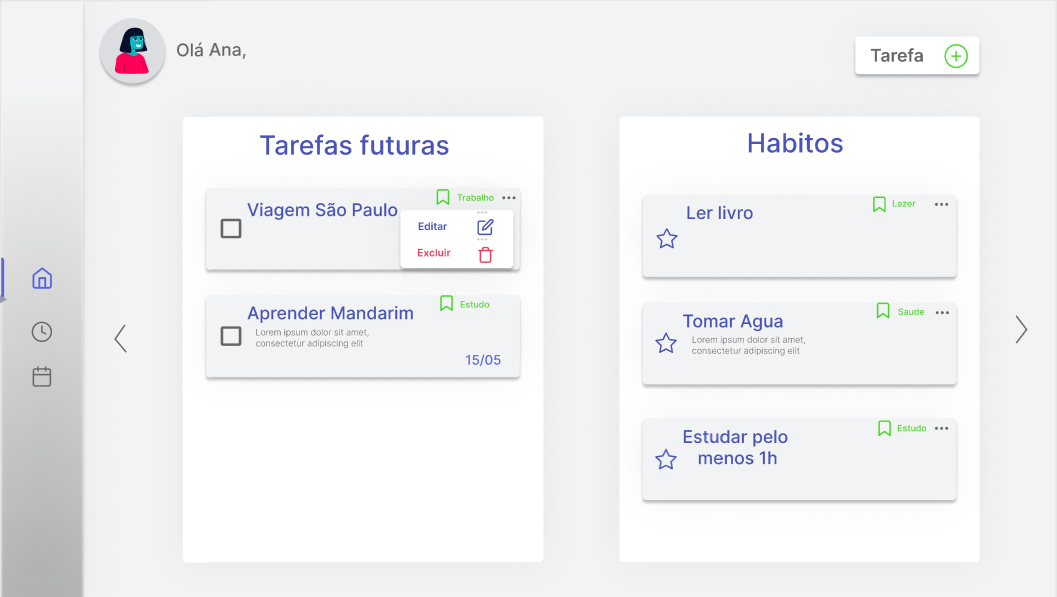 Olá Ana,
Tarefa
Tarefas futuras
Trabalho
Viagem São Paulo
Editar
Excluir
Estudo
Aprender Mandarim
Lorem ipsum dolor sit amet,
consectetur adipiscing elit
15/05
Habitos
Lazer
Ler livro
Saude
Tomar Agua
Lorem ipsum dolor sit amet,
consectetur adipiscing elit
Estudo
Estudar pelo
menos 1h